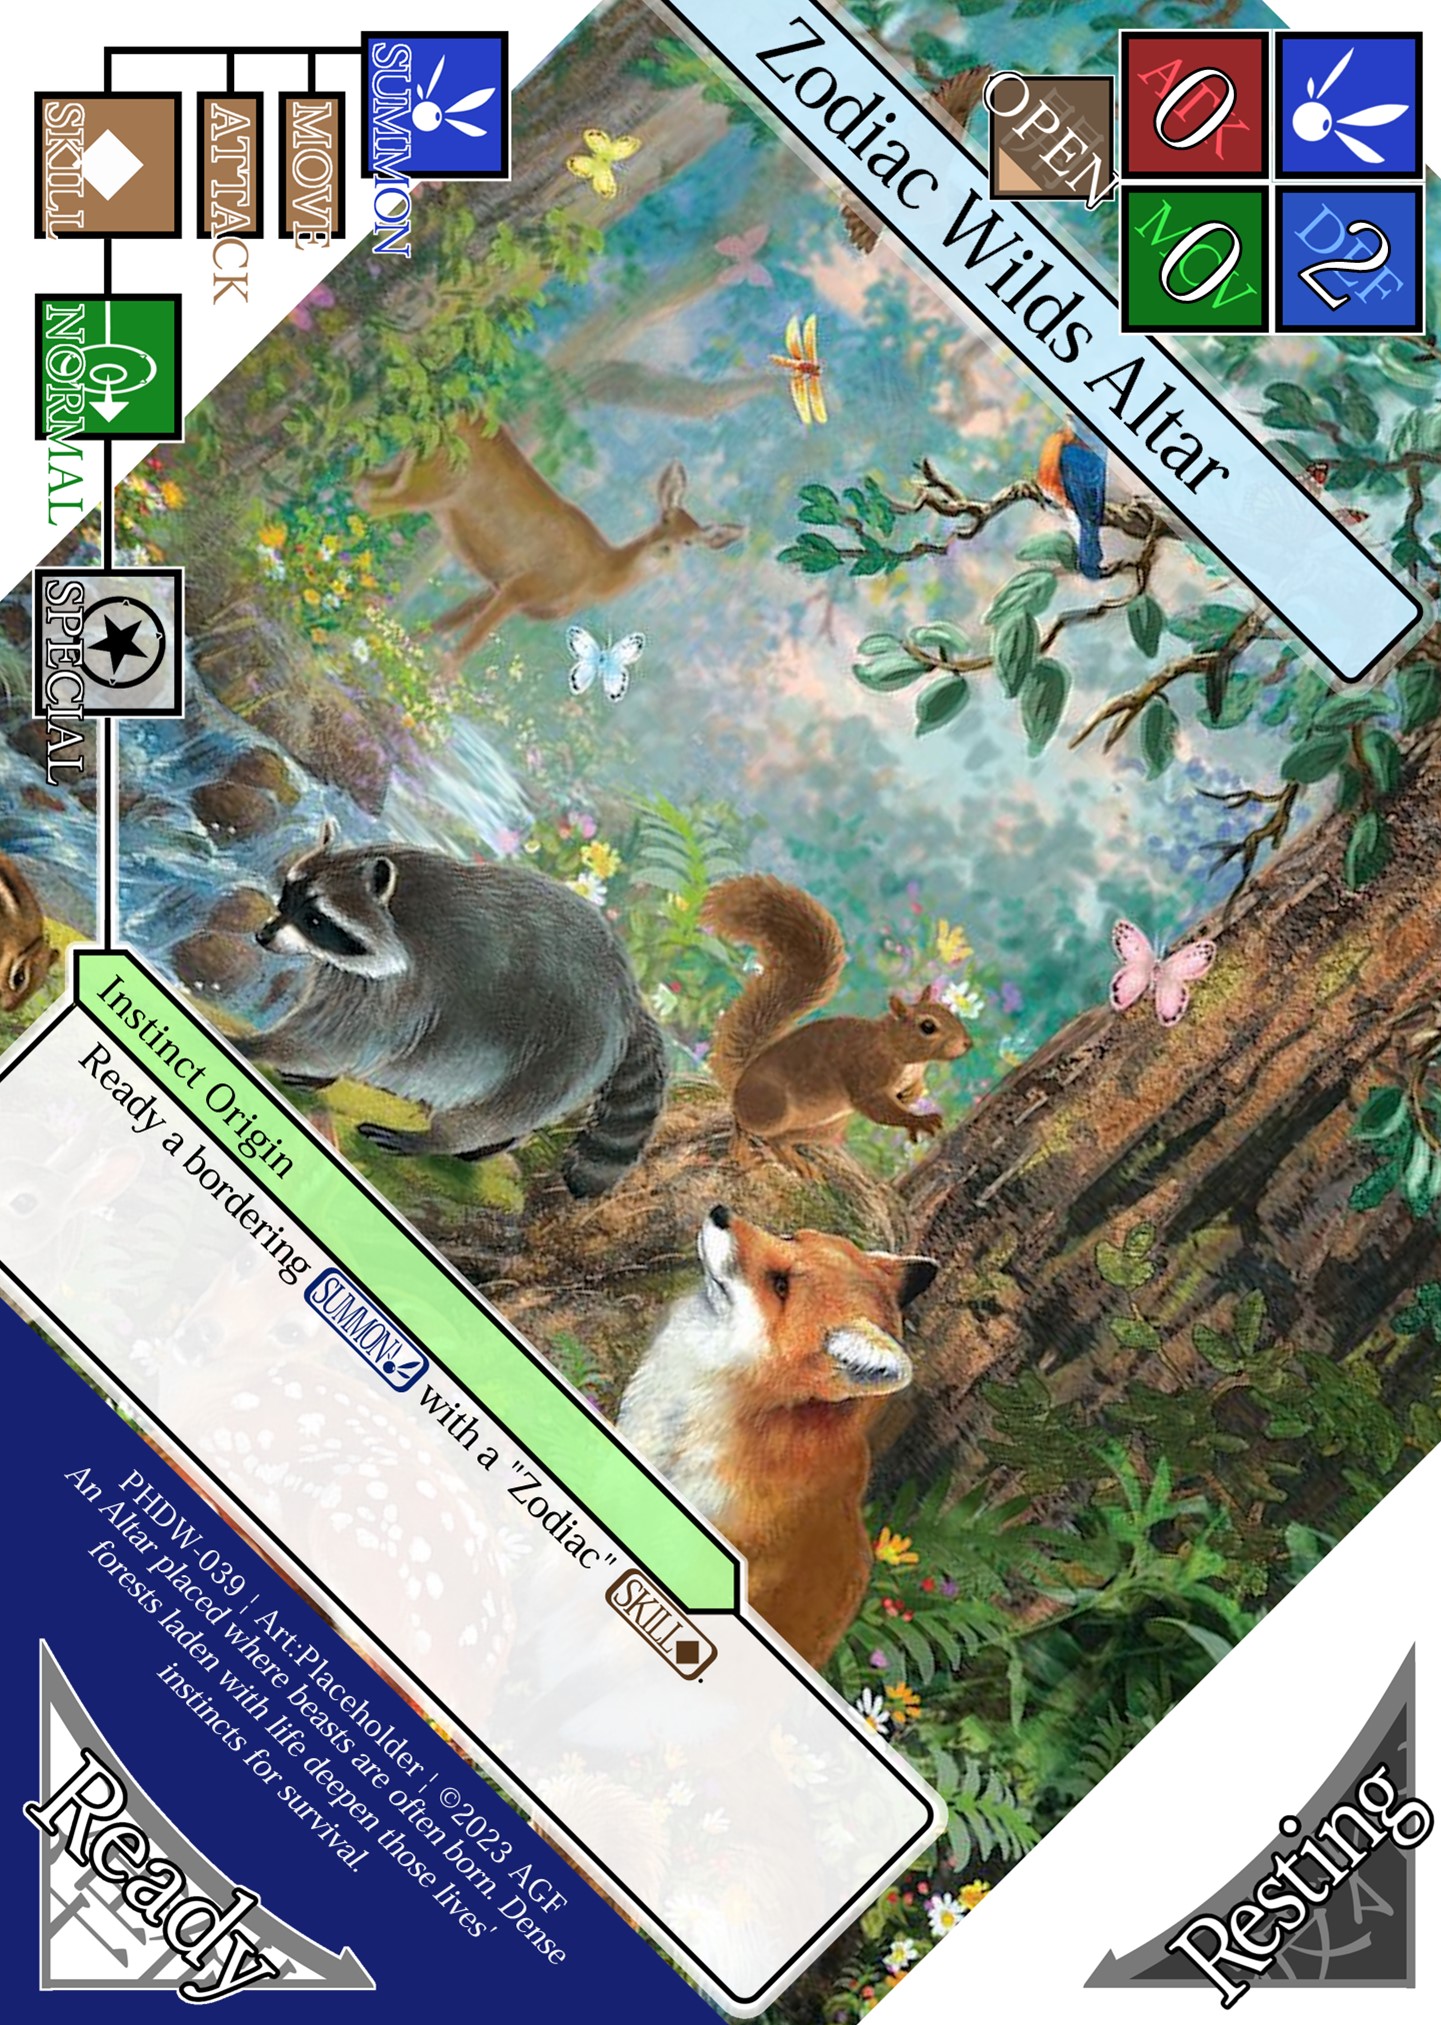 Zodiac Wilds Altar
OPEN
ATK
0
MOV
0
DEF
2
SUMMON
MOVE
ATTACK
SKILL
NORMAL
SPECIAL
Instinct Origin
Ready a bordering SUMMON with a "Zodiac" SKILL.
PHDW-039 ¦ Art:Placeholder ¦ ©2023 AGF
An Altar placed where beasts are often born. Dense
forests laden with life deepen those lives'
instincts for survival.
Ready
Resting